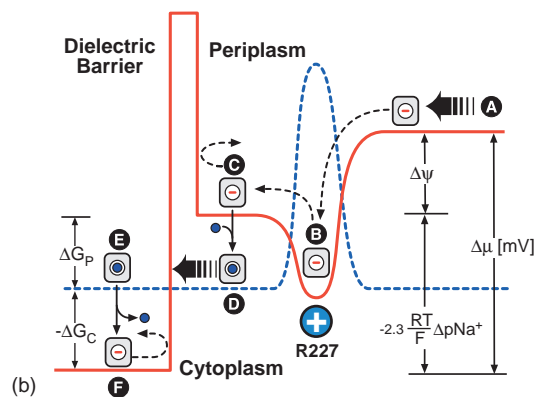 Dielectric
Barrier
Periplasm
A
Δψ
C
B
Δμ [mV]
E
ΔG_P
D
-ΔG_C
R227
-2.3 RT/F ΔpNa⁺
Cytoplasm
F
(b)